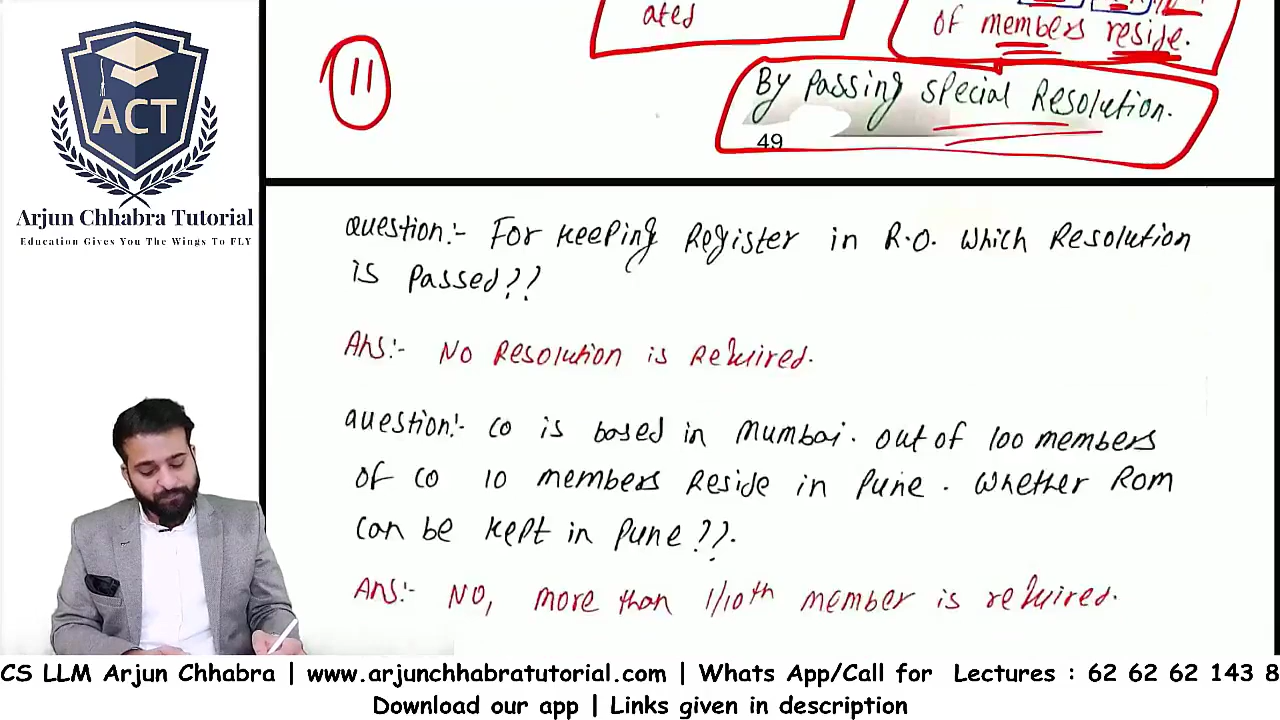 ated
of members reside.
11
By Passing special Resolution.
49
ACT
Arjun Chhabra Tutorial
Education Gives You The Wings To FLY
question:- For keeping Register in R.O. which Resolution
is Passed??
Ans:- No Resolution is Required.
question:- co is based in Mumbai. out of 100 members
of co 10 members Reside in Pune. Whether Rom
can be kept in Pune??.
Ans:- No, more than 1/10th member is required.
CS LLM Arjun Chhabra | www.arjunchhabratutorial.com | Whats App/Call for Lectures : 62 62 62 143 8
Download our app | Links given in description